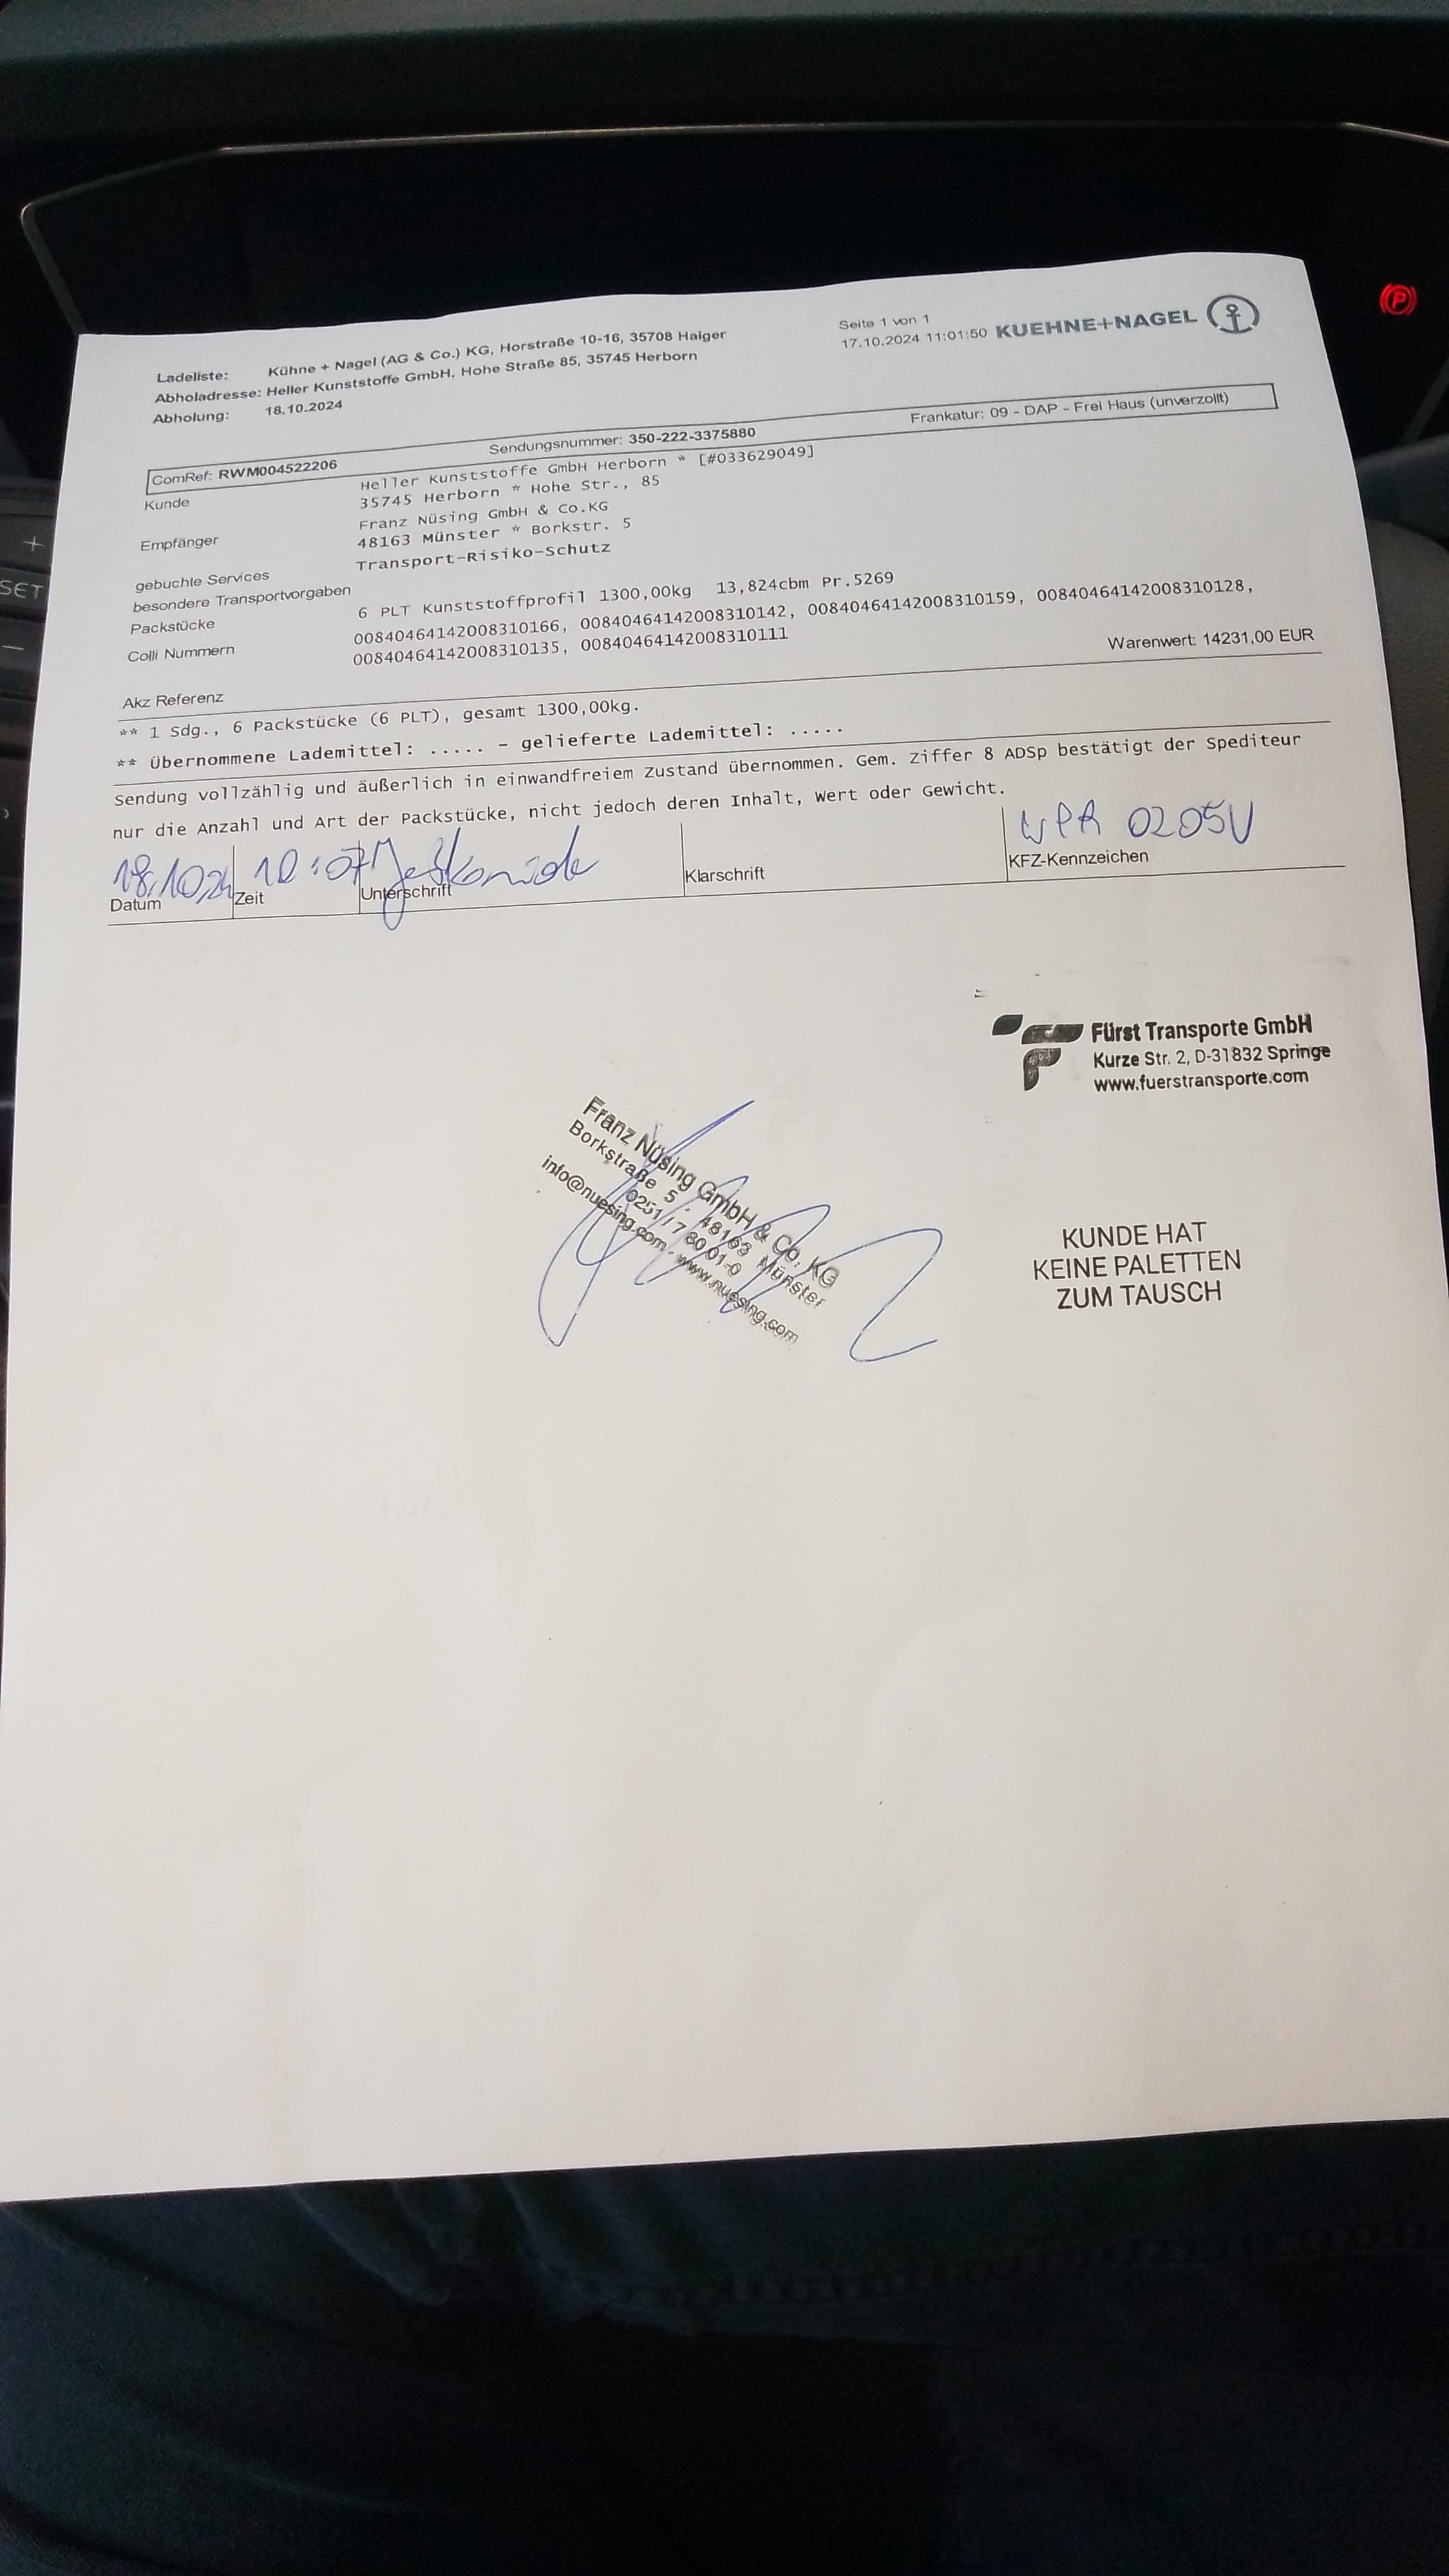 Ladeliste: Kühne + Nagel (AG & Co.) KG, Horstraße 10-16, 35708 Haiger
Abholadresse: Heller Kunststoffe GmbH, Hohe Straße 85, 35745 Herborn
Abholung: 18.10.2024
Seite 1 von 1
17.10.2024 11:01:50 KUEHNE+NAGEL
ComRef: RWM004522206 Sendungsnummer: 350-222-3375880 Frankatur: 09 - DAP - Frei Haus (unverzollt)
Kunde Heller Kunststoffe GmbH Herborn * [#033629049]
35745 Herborn * Hohe Str., 85
Empfänger Franz Nüsing GmbH & Co.KG
48163 Münster * Borkstr. 5
gebuchte Services Transport-Risiko-Schutz
besondere Transportvorgaben
Packstücke 6 PLT Kunststoffprofil 1300,00kg 13,824cbm Pr.5269
Colli Nummern 00840464142008310166, 00840464142008310142, 00840464142008310159, 00840464142008310128,
00840464142008310135, 00840464142008310111
Akz Referenz Warenwert: 14231,00 EUR
** 1 Sdg., 6 Packstücke (6 PLT), gesamt 1300,00kg.
** Übernommene Lademittel: ..... - gelieferte Lademittel: .....
Sendung vollzählig und äußerlich in einwandfreiem Zustand übernommen. Gem. Ziffer 8 ADSp bestätigt der Spediteur
nur die Anzahl und Art der Packstücke, nicht jedoch deren Inhalt, Wert oder Gewicht.
18.10.24 10:07 WPR 0205V
Datum Zeit Unterschrift Klarschrift KFZ-Kennzeichen
Fürst Transporte GmbH
Kurze Str. 2, D-31832 Springe
www.fuerstransporte.com
Franz Nüsing GmbH & Co. KG
Borkstraße 5 · 48163 Münster
0251 / 7 80 01-0
info@nuesing.com · www.nuesing.com
KUNDE HAT
KEINE PALETTEN
ZUM TAUSCH
+
SET
−
P